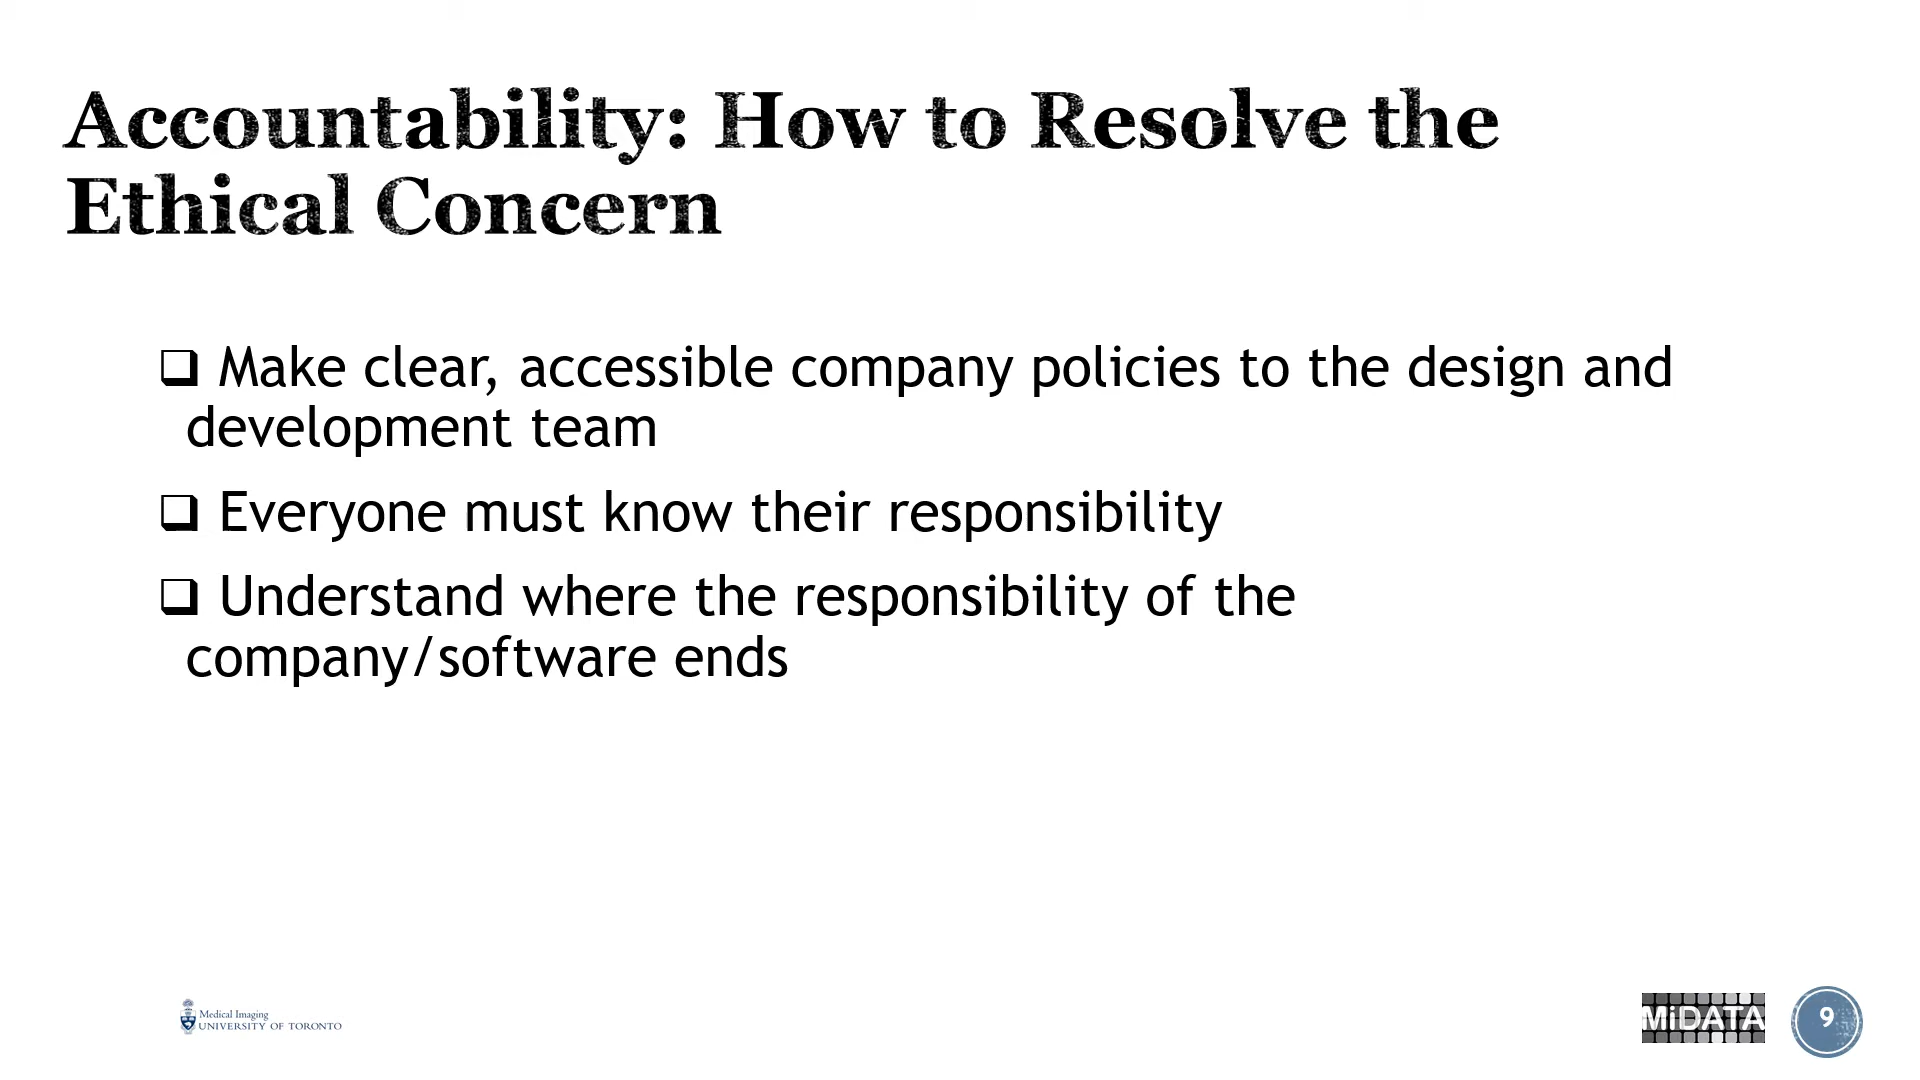 Accountability: How to Resolve the
Ethical Concern
❑ Make clear, accessible company policies to the design and
development team
❑ Everyone must know their responsibility
❑ Understand where the responsibility of the
company/software ends
Medical Imaging
UNIVERSITY OF TORONTO
MiDATA
9